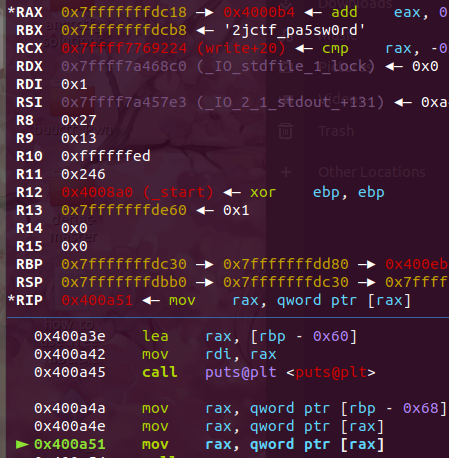 *RAX 0x7fffffffdc18 —▸ 0x4000b4 ◂— add eax, 0
RBX 0x7fffffffdcb8 ◂— '2jctf_pa5sw0rd'
RCX 0x7ffff7769224 (write+20) ◂— cmp rax, -0
RDX 0x7ffff7a468c0 (_IO_stdfile_1_lock) ◂— 0x0
RDI 0x1
RSI 0x7ffff7a457e3 (_IO_2_1_stdout_+131) ◂— 0xa
R8 0x27
R9 0x13
R10 0xffffffed
R11 0x246
Trash
R12 0x4008a0 (_start) ◂— xor ebp, ebp
Other Locations
R13 0x7fffffffde60 ◂— 0x1
R14 0x0
R15 0x0
RBP 0x7fffffffdc30 —▸ 0x7fffffffdd80 —▸ 0x400eb
RSP 0x7fffffffdbb0 —▸ 0x7fffffffdc30 —▸ 0x7ffff
*RIP 0x400a51 ◂— mov rax, qword ptr [rax]
0x400a3e lea rax, [rbp - 0x60]
0x400a42 mov rdi, rax
0x400a45 call puts@plt <puts@plt>
0x400a4a mov rax, qword ptr [rbp - 0x68]
0x400a4e mov rax, qword ptr [rax]
► 0x400a51 mov rax, qword ptr [rax]